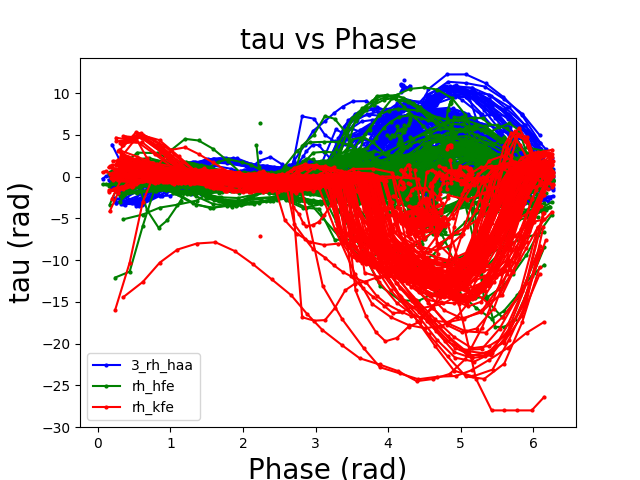 tau vs Phase
tau (rad)
10
5
0
−5
−10
−15
−20
−25
−30
3_rh_haa
rh_hfe
rh_kfe
0 1 2 3 4 5 6
Phase (rad)